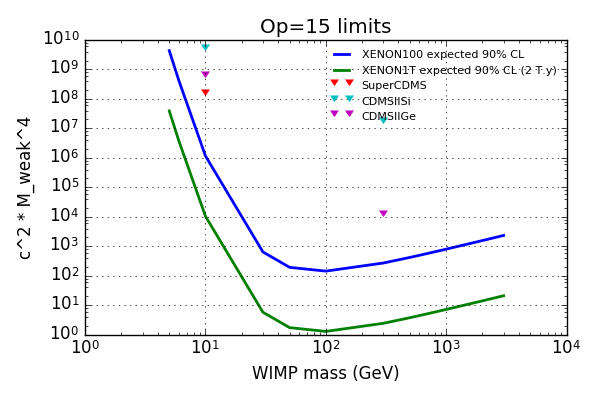 Op=15 limits
c^2 * M_weak^4
10^10
10^9
10^8
10^7
10^6
10^5
10^4
10^3
10^2
10^1
10^0
XENON100 expected 90% CL
XENON1T expected 90% CL (2 T.y)
SuperCDMS
CDMSIISi
CDMSIIGe
10^0 10^1 10^2 10^3 10^4
WIMP mass (GeV)